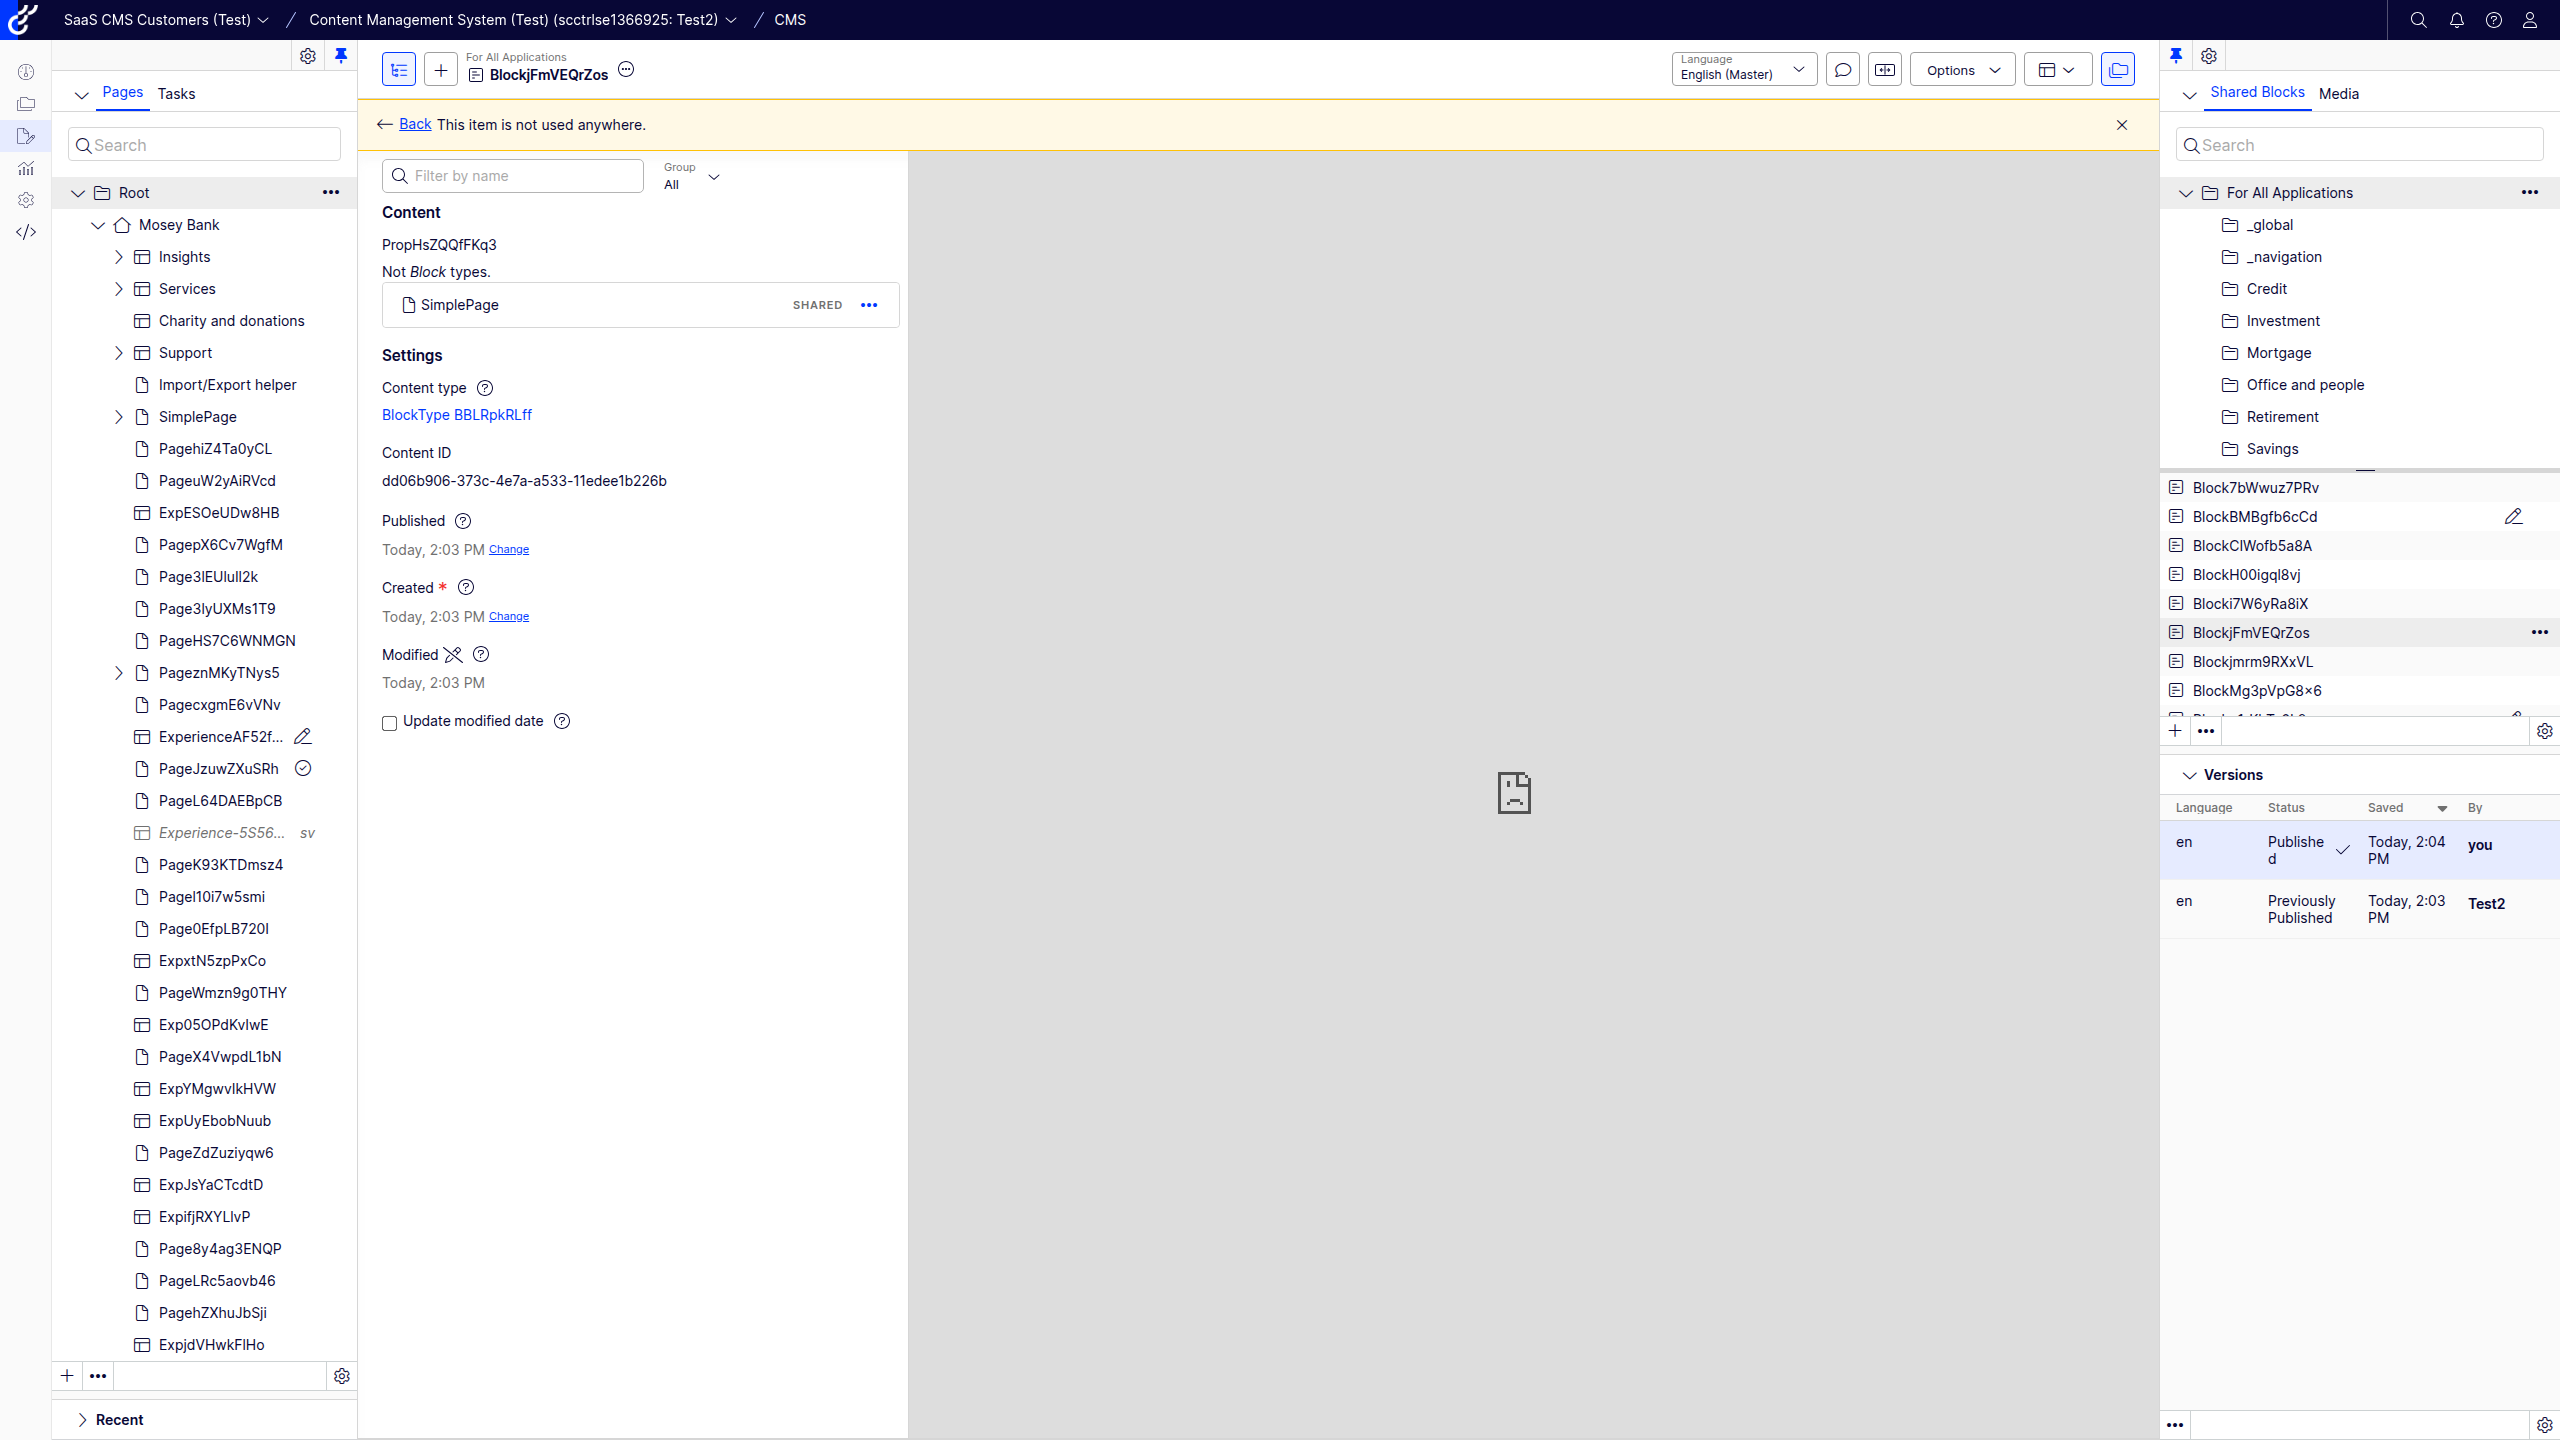 SaaS CMS Customers (Test)
Content Management System (Test) (scctrlse1366925: Test2)
CMS
Pages
Tasks
Search
Root
Mosey Bank
Insights
Services
Charity and donations
Support
Import/Export helper
SimplePage
PagehiZ4Ta0yCL
PageuW2yAiRVcd
ExpESOeUDw8HB
PagepX6Cv7WgfM
Page3lEUlull2k
Page3lyUXMs1T9
PageHS7C6WNMGN
PageznMKyTNys5
PagecxgmE6vVNv
ExperienceAF52f...
PageJzuwZXuSRh
PageL64DAEBpCB
Experience-5S56... sv
PageK93KTDmsz4
Pagel10i7w5smi
Page0EfpLB720l
ExpxtN5zpPxCo
PageWmzn9g0THY
Exp05OPdKvlwE
PageX4VwpdL1bN
ExpYMgwvlkHVW
ExpUyEbobNuub
PageZdZuziyqw6
ExpJsYaCTcdtD
ExpifjRXYLlvP
Page8y4ag3ENQP
PageLRc5aovb46
PagehZXhuJbSji
ExpjdVHwkFlHo
Recent
For All Applications
BlockjFmVEQrZos
Language
English (Master)
Options
Back This item is not used anywhere.
Filter by name
Group
All
Content
PropHsZQQfFKq3
Not Block types.
SimplePage SHARED
Settings
Content type
BlockType BBLRpkRLff
Content ID
dd06b906-373c-4e7a-a533-11edee1b226b
Published
Today, 2:03 PM Change
Created *
Today, 2:03 PM Change
Modified
Today, 2:03 PM
Update modified date
Shared Blocks
Media
Search
For All Applications
_global
_navigation
Credit
Investment
Mortgage
Office and people
Retirement
Savings
Block7bWwuz7PRv
BlockBMBgfb6cCd
BlockClWofb5a8A
BlockH00igql8vj
Blocki7W6yRa8iX
BlockjFmVEQrZos
Blockjmrm9RXxVL
BlockMg3pVpG8x6
Versions
Language Status Saved By
en Publishe Today, 2:04 you
d PM
en Previously Today, 2:03 Test2
Published PM